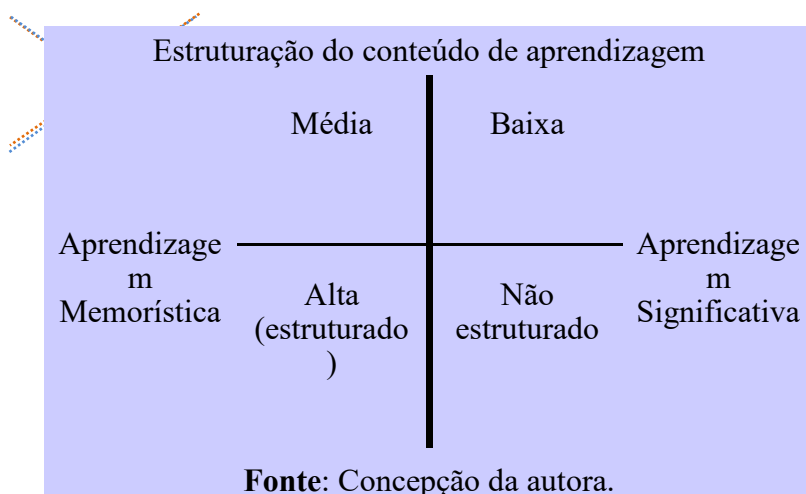 Estruturação do conteúdo de aprendizagem
Média
Baixa
Aprendizage
m
Memorística
Aprendizage
m
Significativa
Alta
(estruturado
)
Não
estruturado
Fonte: Concepção da autora.